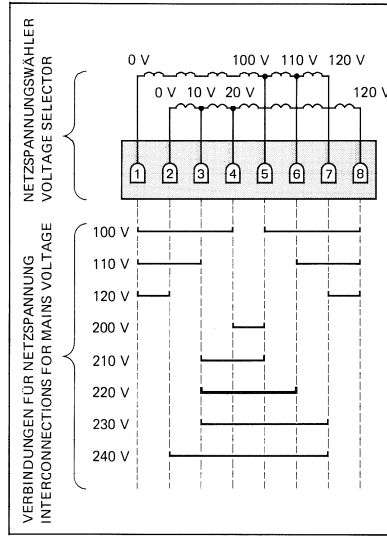 NETZSPANNUNGSWÄHLER
VOLTAGE SELECTOR
0 V 100 V 110 V 120 V
0 V 10 V 20 V 120 V
1 2 3 4 5 6 7 8
VERBINDUNGEN FÜR NETZSPANNUNG
INTERCONNECTIONS FOR MAINS VOLTAGE
100 V
110 V
120 V
200 V
210 V
220 V
230 V
240 V